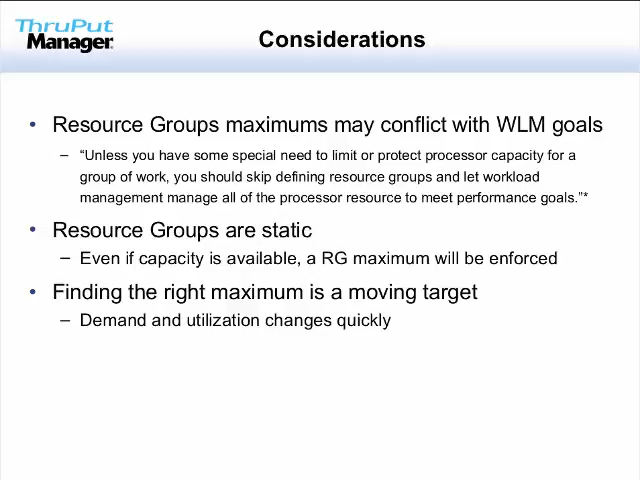 ThruPut
Manager
Considerations
• Resource Groups maximums may conflict with WLM goals
– “Unless you have some special need to limit or protect processor capacity for a
group of work, you should skip defining resource groups and let workload
management manage all of the processor resource to meet performance goals.”*
• Resource Groups are static
– Even if capacity is available, a RG maximum will be enforced
• Finding the right maximum is a moving target
– Demand and utilization changes quickly